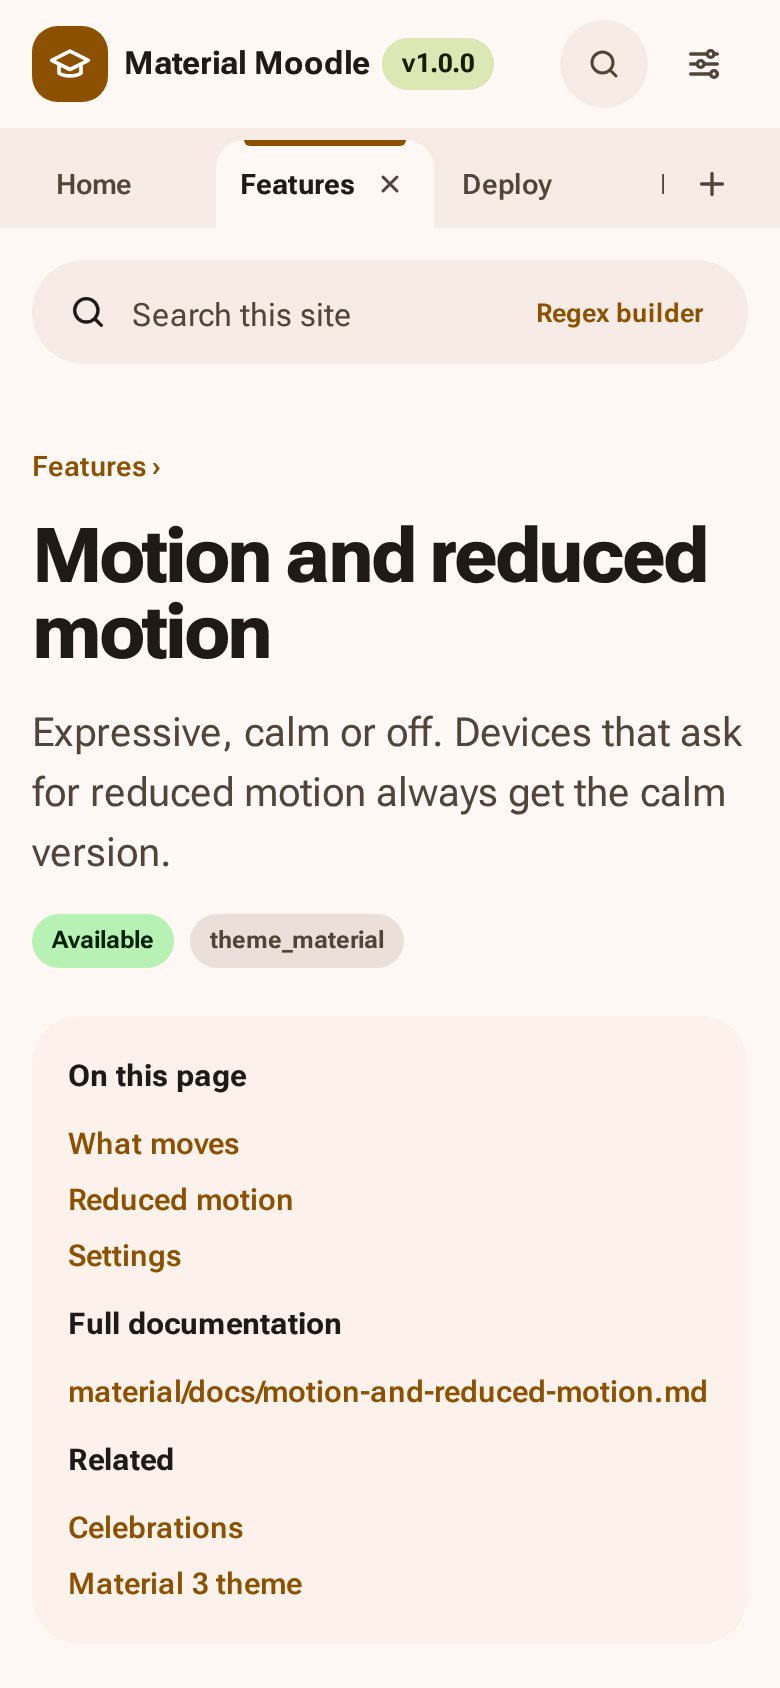 Material Moodle v1.0.0
Home Features Deploy
Search this site Regex builder
Features ›
Motion and reduced
motion
Expressive, calm or off. Devices that ask
for reduced motion always get the calm
version.
Available theme_material
On this page
What moves
Reduced motion
Settings
Full documentation
material/docs/motion-and-reduced-motion.md
Related
Celebrations
Material 3 theme